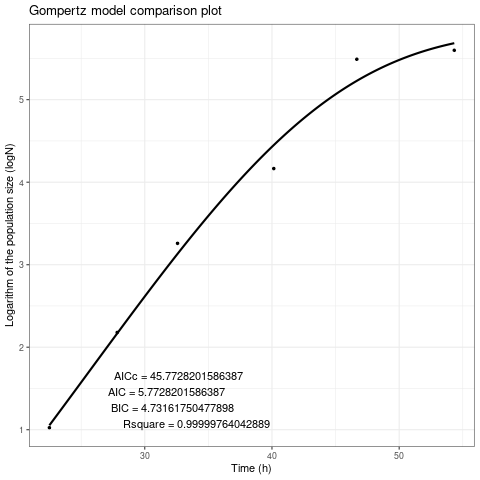 Gompertz model comparison plot
Logarithm of the population size (logN)
5
4
3
2
1
AICc = 45.7728201586387
AIC = 5.7728201586387
BIC = 4.73161750477898
Rsquare = 0.99999764042889
30
40
50
Time (h)